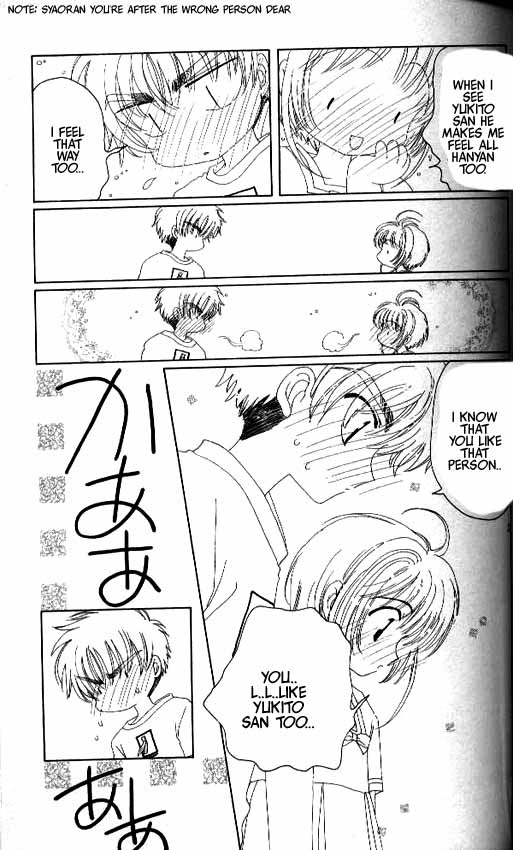 NOTE: SYAORAN YOU'RE AFTER THE WRONG PERSON DEAR
WHEN I
SEE
YUKITO
SAN HE
MAKES ME
FEEL ALL
HANYAN
TOO.
I FEEL
THAT
WAY
TOO...
I KNOW
THAT
YOU LIKE
THAT
PERSON..
YOU..
L..L..LIKE
YUKITO
SAN TOO...
かああ
ああ